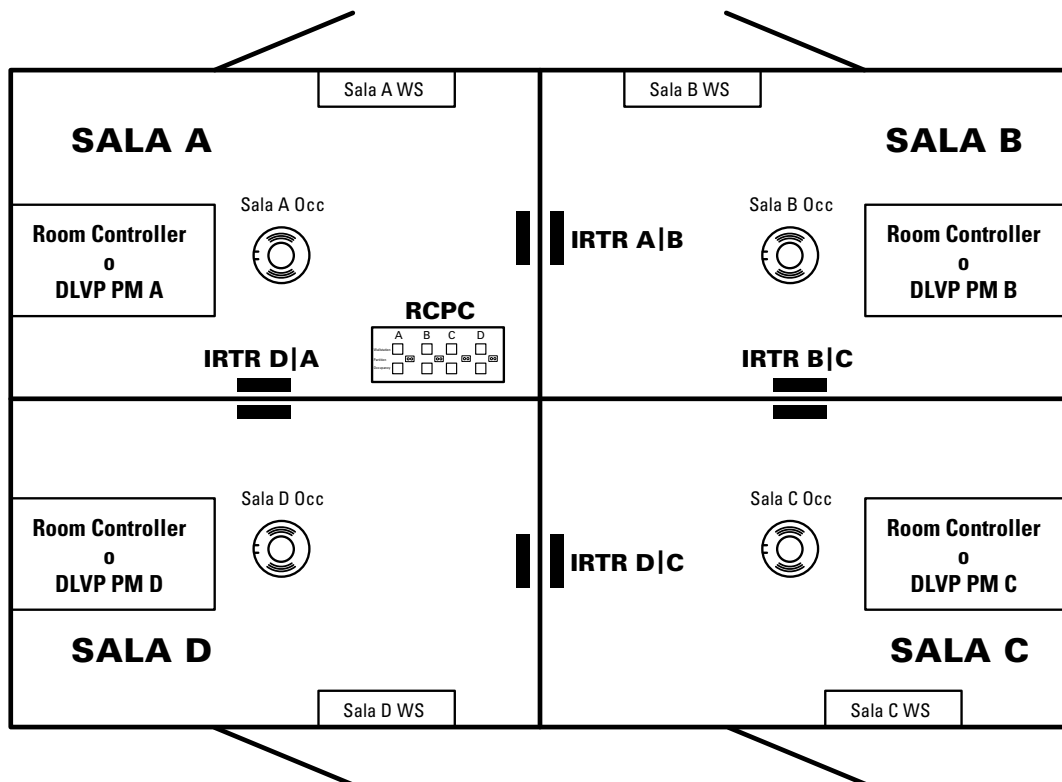 Sala A WS
Sala B WS
SALA A
SALA B
Sala A Occ
Sala B Occ
Room Controller
o
DLVP PM A
IRTR A|B
Room Controller
o
DLVP PM B
RCPC
A B C D
Partition
Occupancy
IRTR D|A
IRTR B|C
Sala D Occ
Sala C Occ
Room Controller
o
DLVP PM D
IRTR D|C
Room Controller
o
DLVP PM C
SALA D
SALA C
Sala D WS
Sala C WS